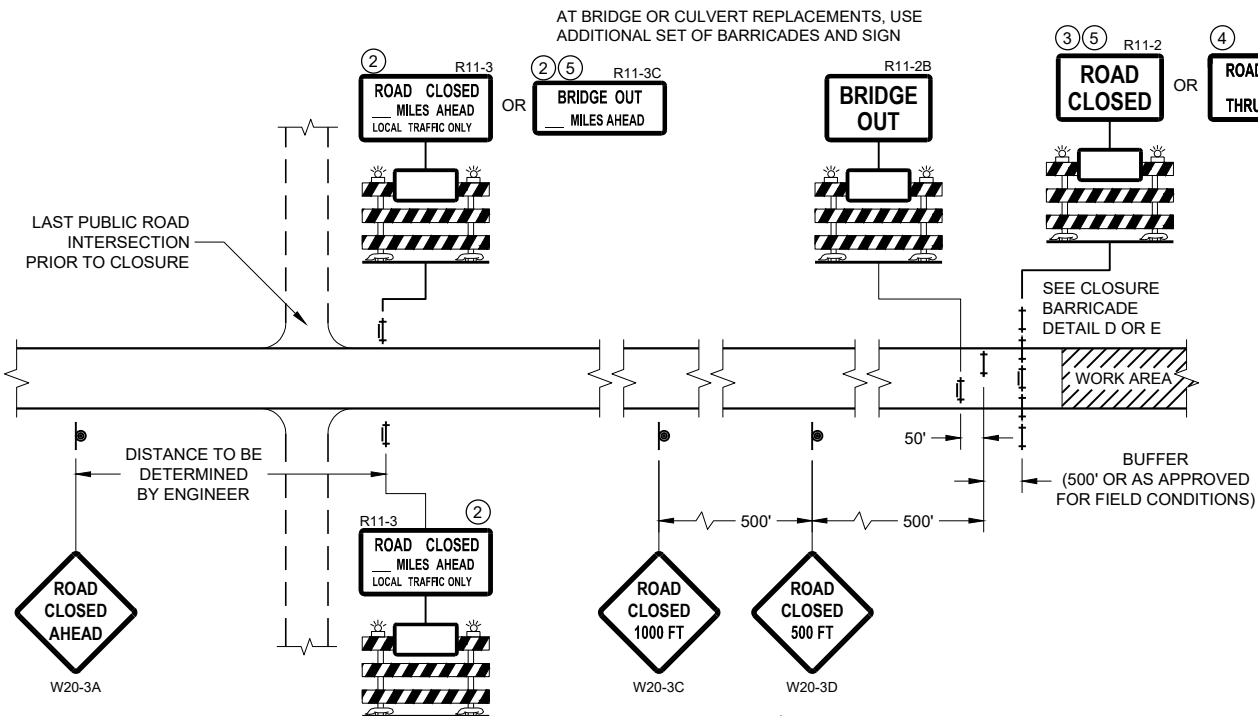 AT BRIDGE OR CULVERT REPLACEMENTS, USE
ADDITIONAL SET OF BARRICADES AND SIGN
2
R11-3
ROAD CLOSED
___ MILES AHEAD
LOCAL TRAFFIC ONLY
OR
2 5
R11-3C
BRIDGE OUT
___ MILES AHEAD
R11-2B
BRIDGE
OUT
3 5
R11-2
ROAD
CLOSED
OR
4
ROAD
THRU
LAST PUBLIC ROAD
INTERSECTION
PRIOR TO CLOSURE
SEE CLOSURE
BARRICADE
DETAIL D OR E
WORK AREA
50'
BUFFER
(500' OR AS APPROVED
FOR FIELD CONDITIONS)
DISTANCE TO BE
DETERMINED
BY ENGINEER
500'
500'
R11-3
2
ROAD CLOSED
___ MILES AHEAD
LOCAL TRAFFIC ONLY
ROAD
CLOSED
AHEAD
W20-3A
ROAD
CLOSED
1000 FT
W20-3C
ROAD
CLOSED
500 FT
W20-3D